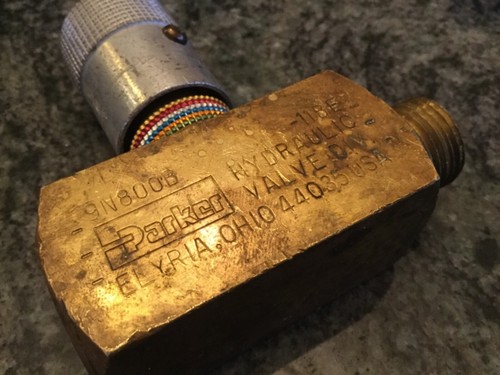 9N800B HYDRAULIC
Parker VALVE DIV.
ELYRIA, OHIO 44035 USA